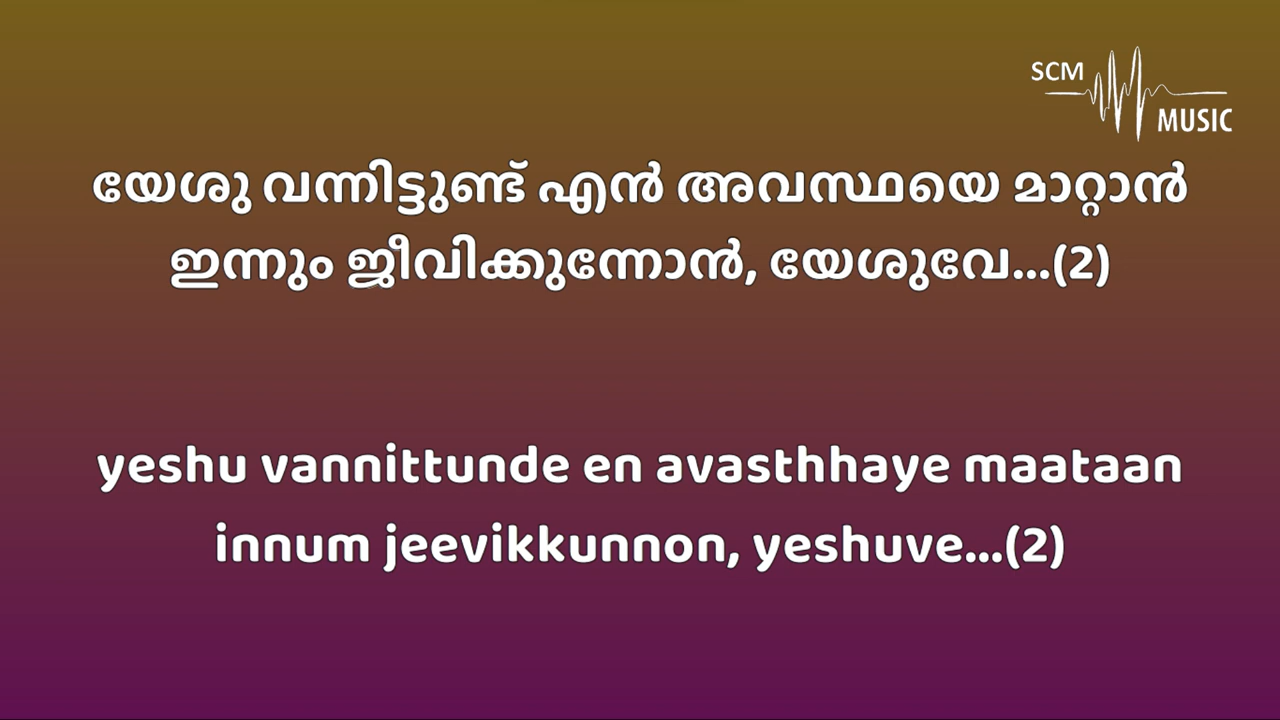 SCM
MUSIC
യേശു വന്നിട്ടുണ്ട് എൻ അവസ്ഥയെ മാറ്റാൻ
ഇന്നും ജീവിക്കുന്നോൻ, യേശുവേ...(2)
yeshu vannittunde en avasthhaye maataan
innum jeevikkunnon, yeshuve...(2)